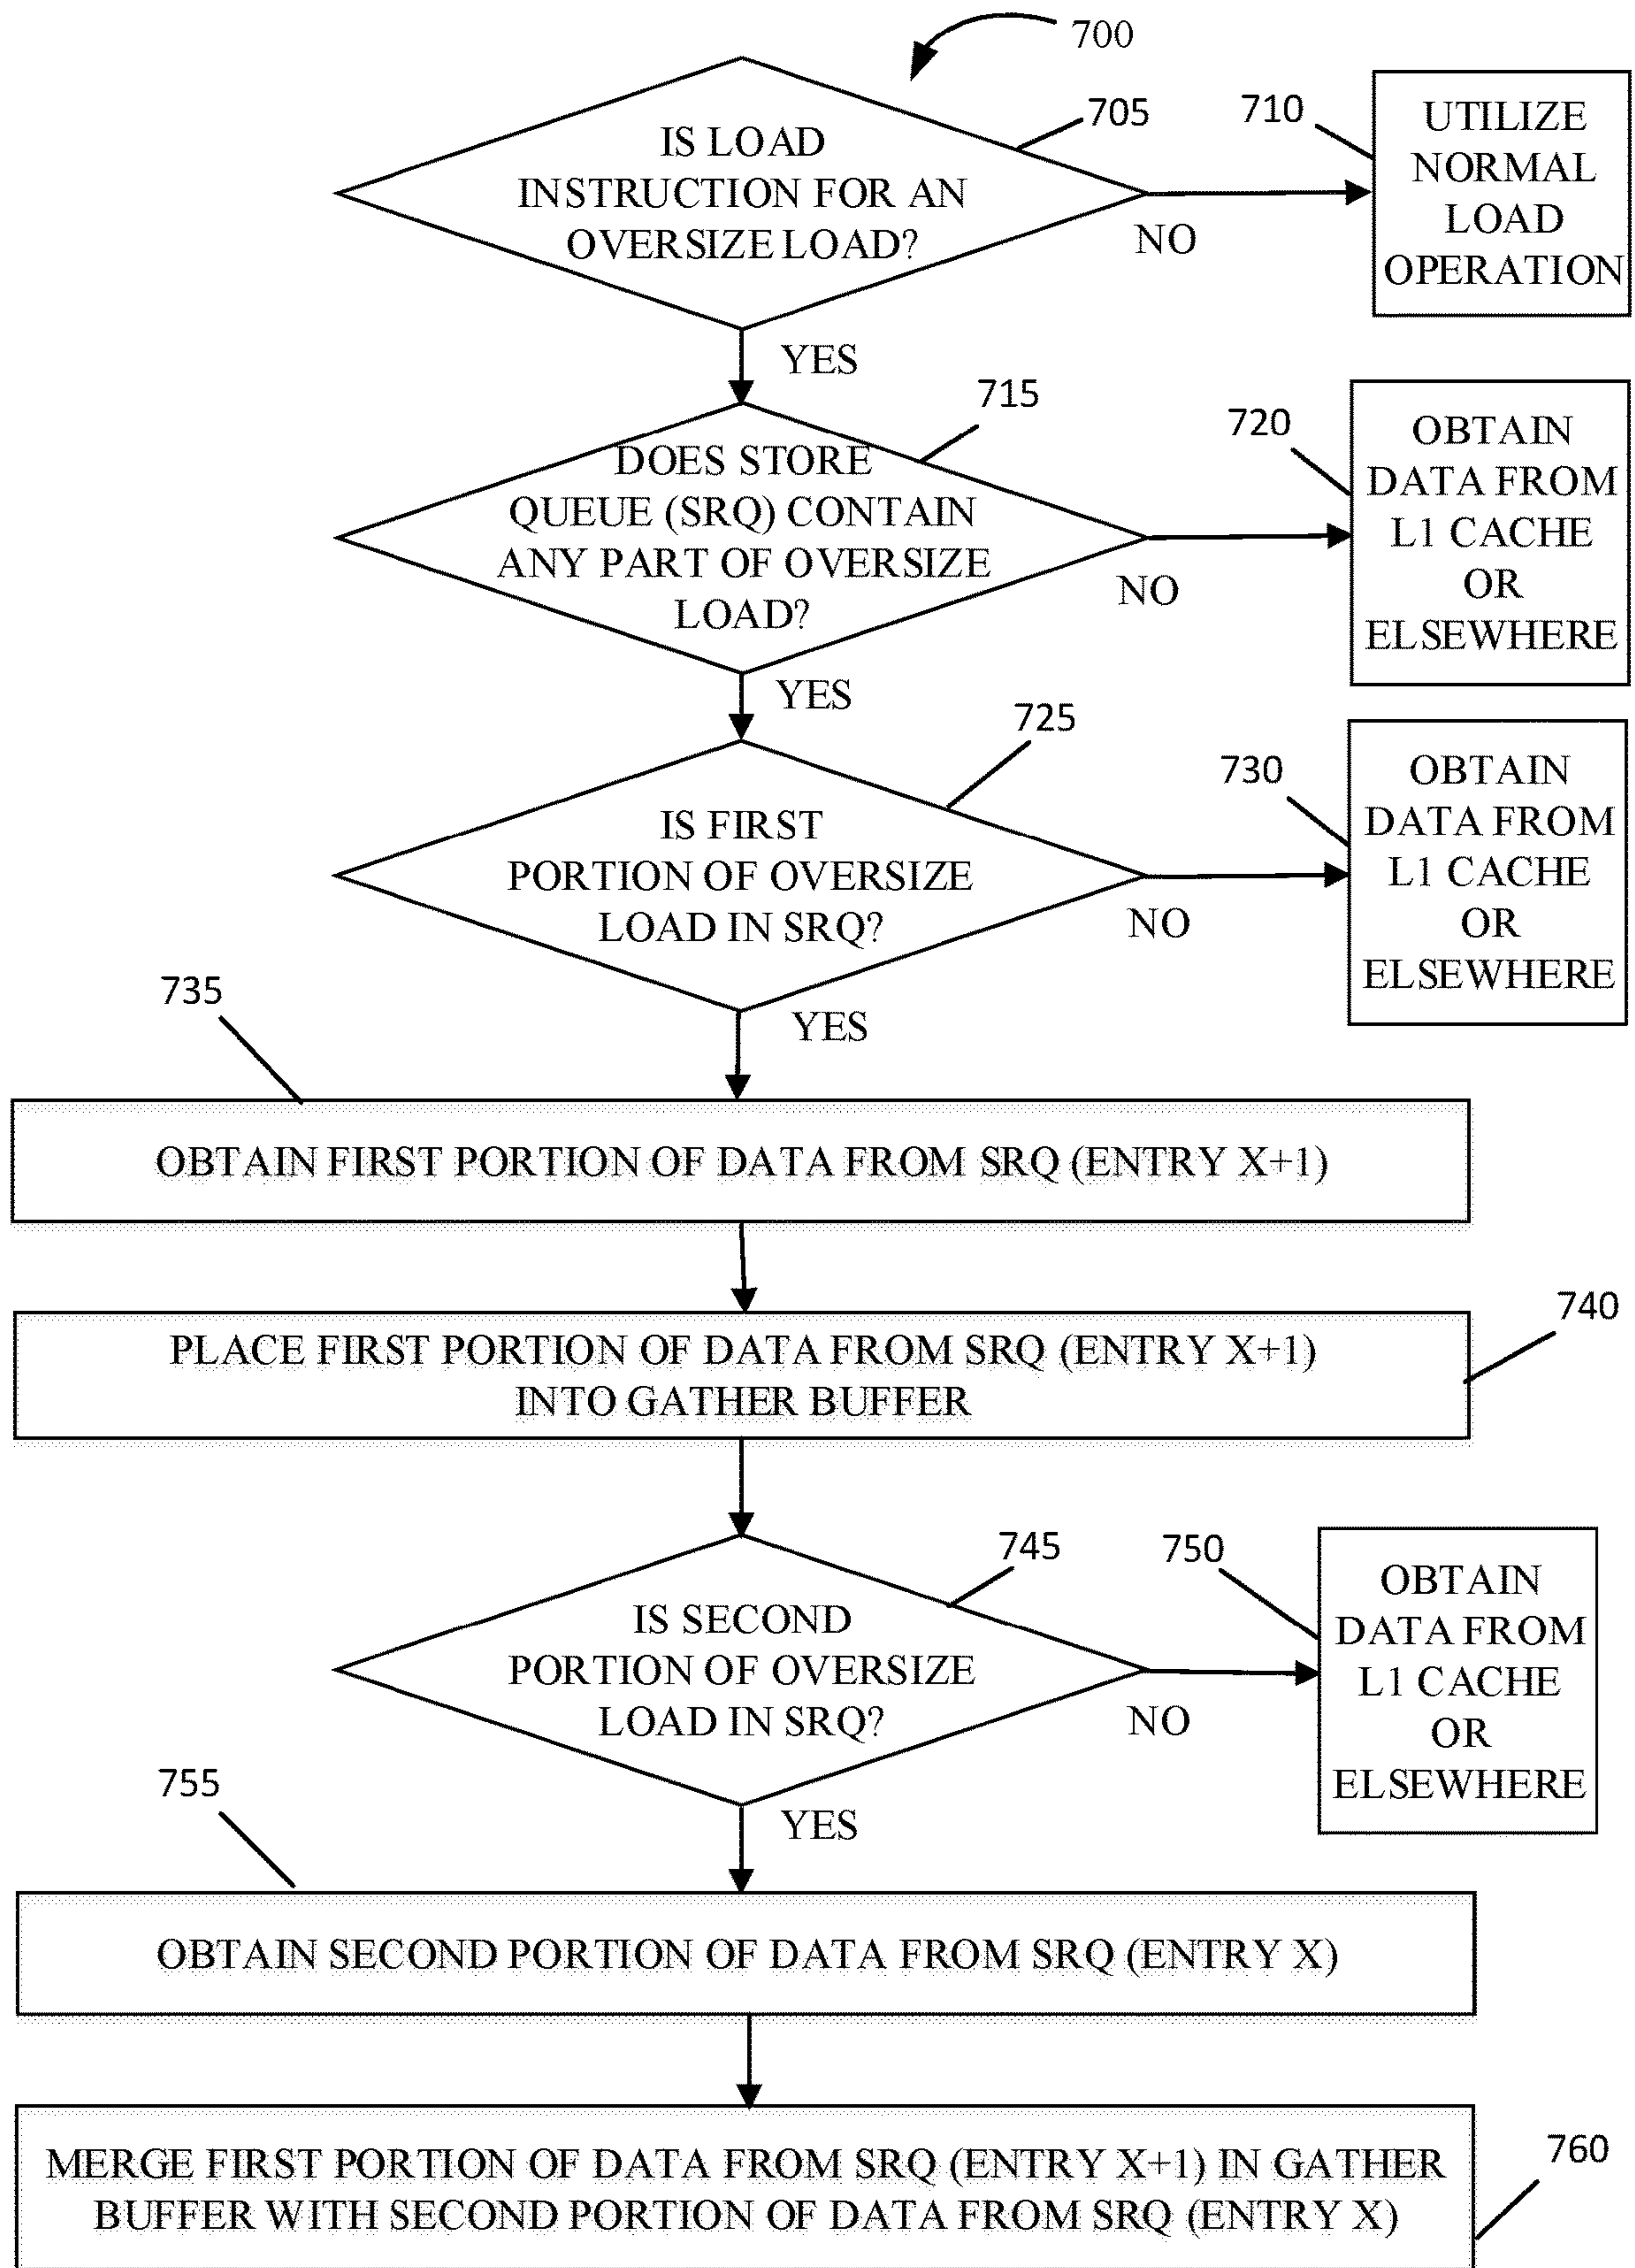 700
705
IS LOAD
INSTRUCTION FOR AN
OVERSIZE LOAD?
NO
710
UTILIZE
NORMAL
LOAD
OPERATION
YES
715
DOES STORE
QUEUE (SRQ) CONTAIN
ANY PART OF OVERSIZE
LOAD?
NO
720
OBTAIN
DATA FROM
L1 CACHE
OR
ELSEWHERE
YES
725
IS FIRST
PORTION OF OVERSIZE
LOAD IN SRQ?
NO
730
OBTAIN
DATA FROM
L1 CACHE
OR
ELSEWHERE
YES
735
OBTAIN FIRST PORTION OF DATA FROM SRQ (ENTRY X+1)
740
PLACE FIRST PORTION OF DATA FROM SRQ (ENTRY X+1)
INTO GATHER BUFFER
745
IS SECOND
PORTION OF OVERSIZE
LOAD IN SRQ?
NO
750
OBTAIN
DATA FROM
L1 CACHE
OR
ELSEWHERE
YES
755
OBTAIN SECOND PORTION OF DATA FROM SRQ (ENTRY X)
760
MERGE FIRST PORTION OF DATA FROM SRQ (ENTRY X+1) IN GATHER
BUFFER WITH SECOND PORTION OF DATA FROM SRQ (ENTRY X)